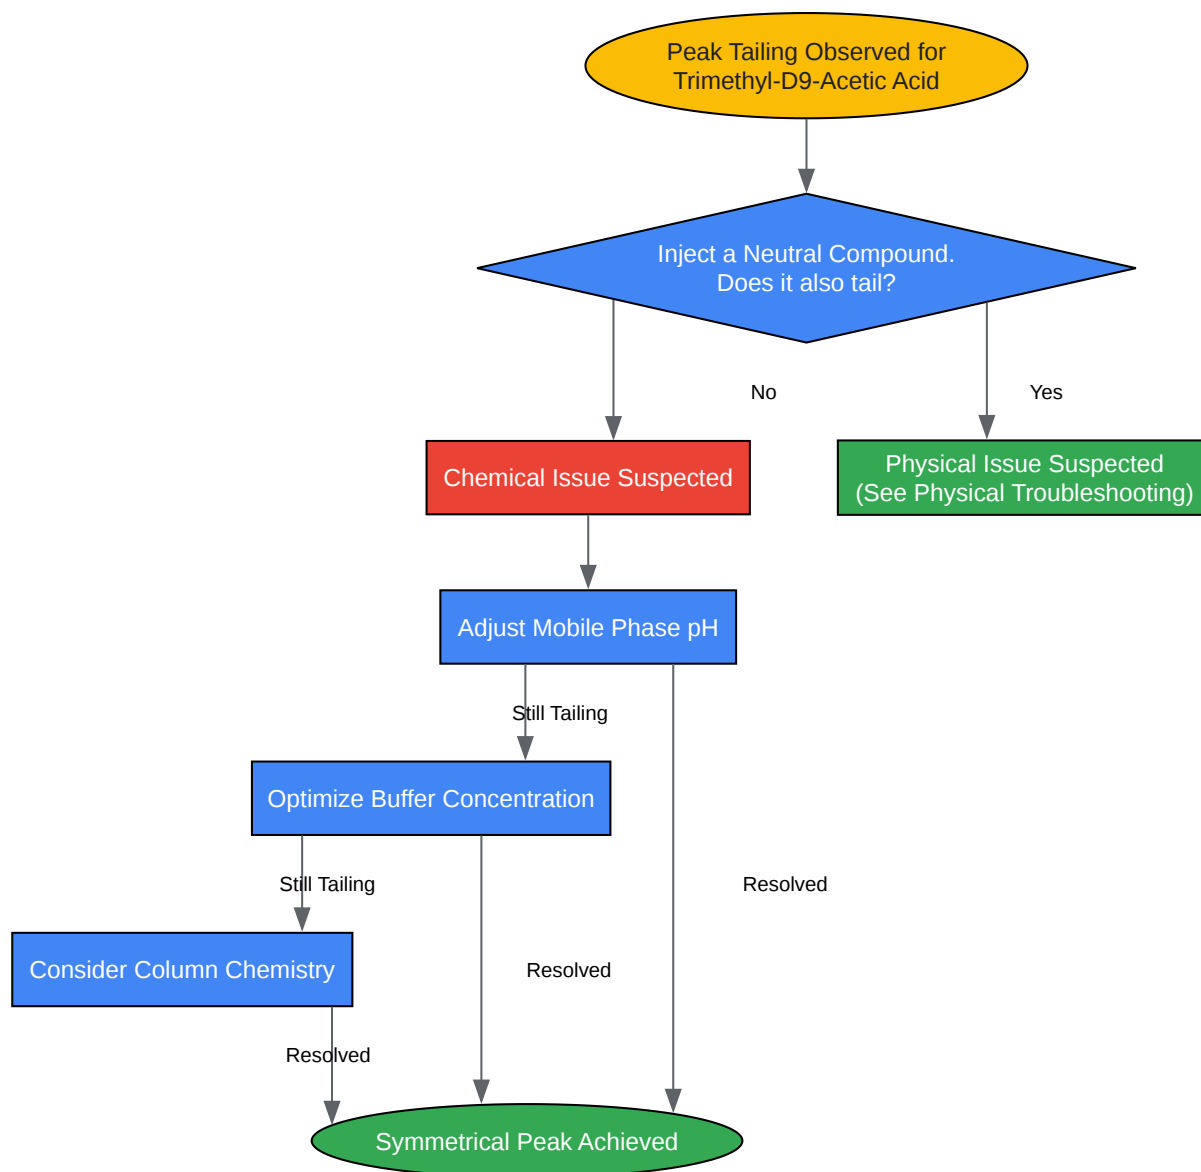 Peak Tailing Observed for
Trimethyl-D9-Acetic Acid
Inject a Neutral Compound.
Does it also tail?
No
Yes
Chemical Issue Suspected
Physical Issue Suspected
(See Physical Troubleshooting)
Adjust Mobile Phase pH
Still Tailing
Optimize Buffer Concentration
Still Tailing
Resolved
Consider Column Chemistry
Resolved
Resolved
Symmetrical Peak Achieved